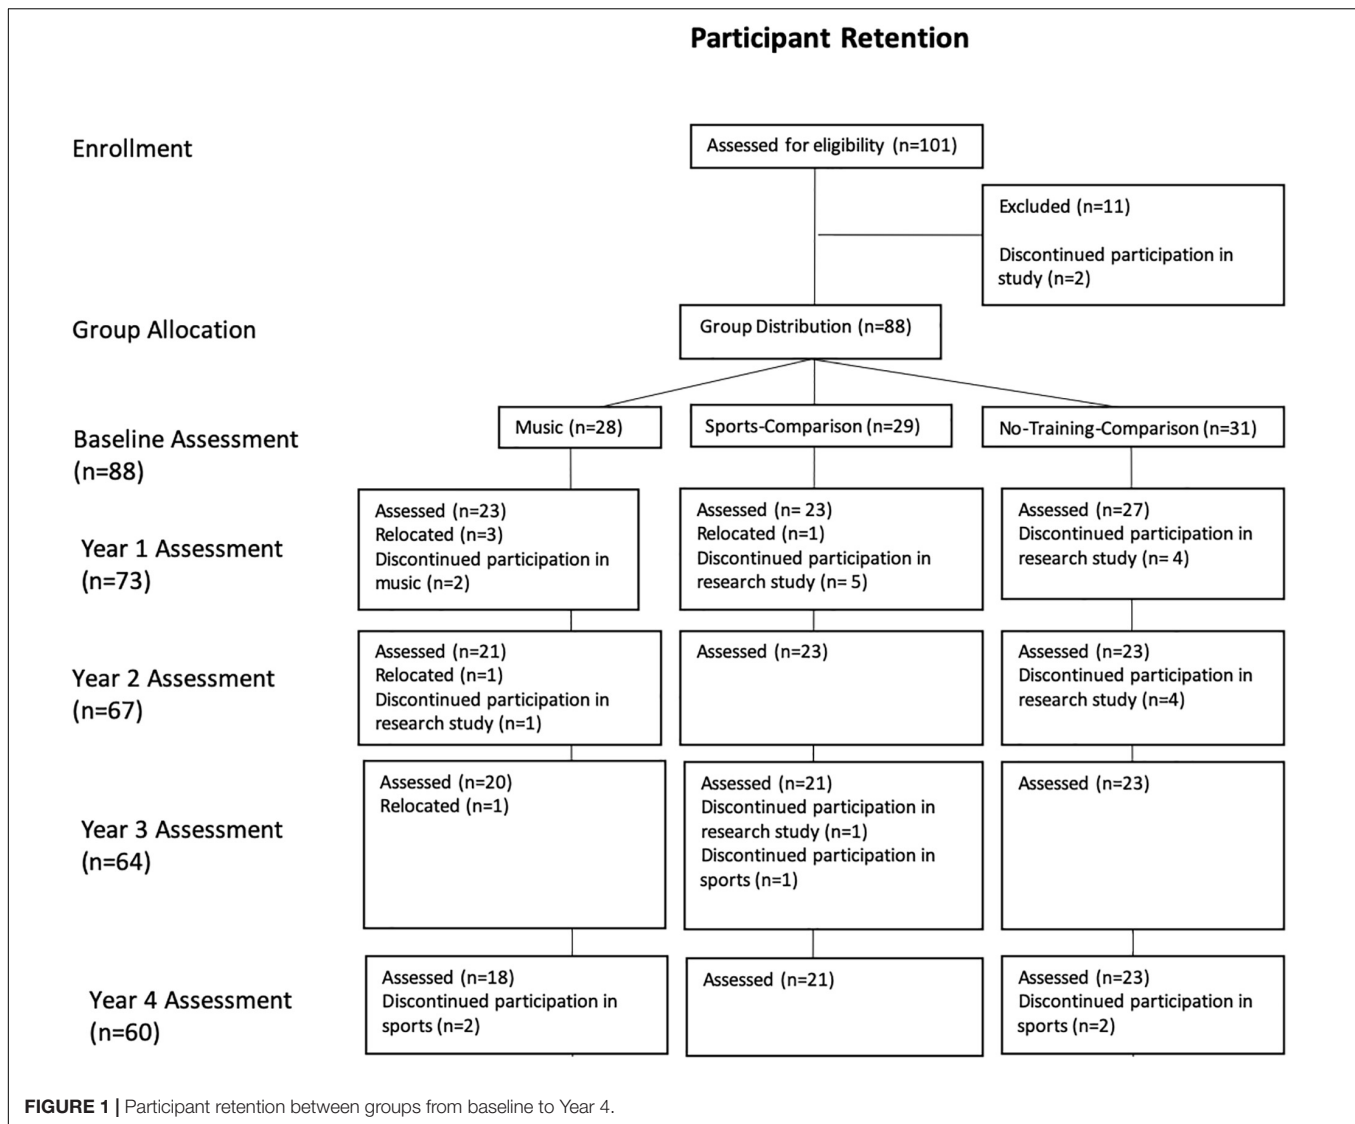 Participant Retention
Enrollment
Assessed for eligibility (n=101)
Excluded (n=11)
Discontinued participation in
study (n=2)
Group Allocation
Group Distribution (n=88)
Baseline Assessment
(n=88)
Music (n=28)
Sports-Comparison (n=29)
No-Training-Comparison (n=31)
Year 1 Assessment
(n=73)
Assessed (n=23)
Relocated (n=3)
Discontinued participation in
music (n=2)
Assessed (n= 23)
Relocated (n=1)
Discontinued participation in
research study (n= 5)
Assessed (n=27)
Discontinued participation in
research study (n= 4)
Year 2 Assessment
(n=67)
Assessed (n=21)
Relocated (n=1)
Discontinued participation in
research study (n=1)
Assessed (n=23)
Assessed (n=23)
Discontinued participation in
research study (n=4)
Year 3 Assessment
(n=64)
Assessed (n=20)
Relocated (n=1)
Assessed (n=21)
Discontinued participation in
research study (n=1)
Discontinued participation in
sports (n=1)
Assessed (n=23)
Year 4 Assessment
(n=60)
Assessed (n=18)
Discontinued participation in
sports (n=2)
Assessed (n=21)
Assessed (n=23)
Discontinued participation in
sports (n=2)
FIGURE 1 | Participant retention between groups from baseline to Year 4.